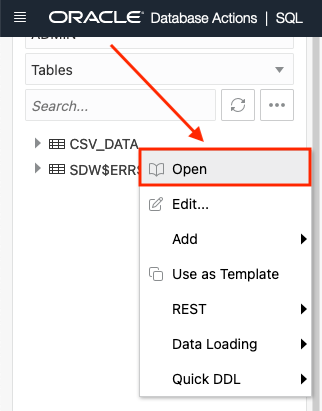 ORACLE Database Actions | SQL
ADMIN
Tables
Search...
CSV_DATA
SDW$ERR$
Open
Edit...
Add
Use as Template
REST
Data Loading
Quick DDL